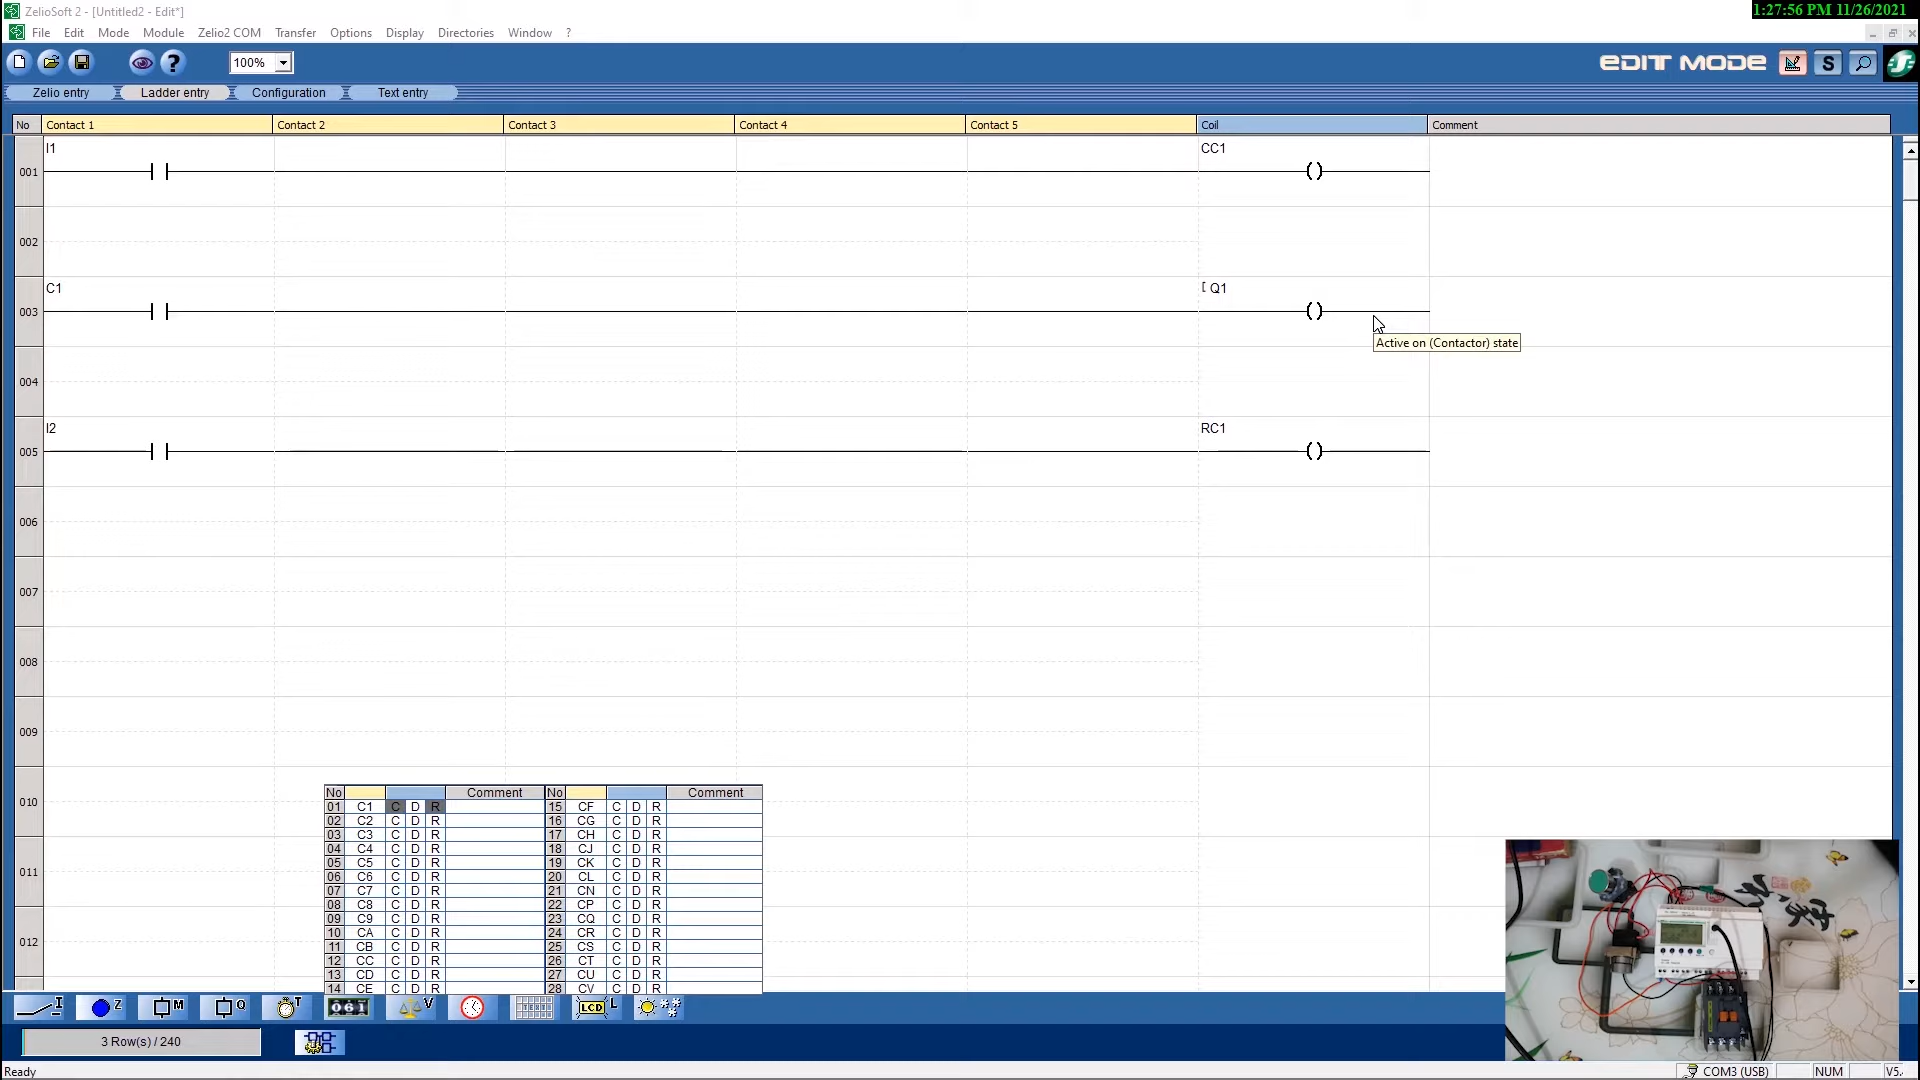 ZelioSoft 2 - [Untitled2 - Edit*]
1:27:56 PM 11/26/2021
File Edit Mode Module Zelio2 COM Transfer Options Display Directories Window ?
100%
EDIT MODE
S
Zelio entry Ladder entry Configuration Text entry
No Contact 1 Contact 2 Contact 3 Contact 4 Contact 5 Coil Comment
I1 CC1
001 ( )
002
C1 [ Q1
003 ( )
Active on (Contactor) state
004
I2 RC1
005 ( )
006
007
008
009
010
011
012
No Comment No Comment
01 C1 C D R 15 CF C D R
02 C2 C D R 16 CG C D R
03 C3 C D R 17 CH C D R
04 C4 C D R 18 CJ C D R
05 C5 C D R 19 CK C D R
06 C6 C D R 20 CL C D R
07 C7 C D R 21 CN C D R
08 C8 C D R 22 CP C D R
09 C9 C D R 23 CQ C D R
10 CA C D R 24 CR C D R
11 CB C D R 25 CS C D R
12 CC C D R 26 CT C D R
13 CD C D R 27 CU C D R
14 CE C D R 28 CV C D R
I Z M Q T 061 V TEXT LCD L
3 Row(s) / 240
Ready COM3 (USB) NUM V5.